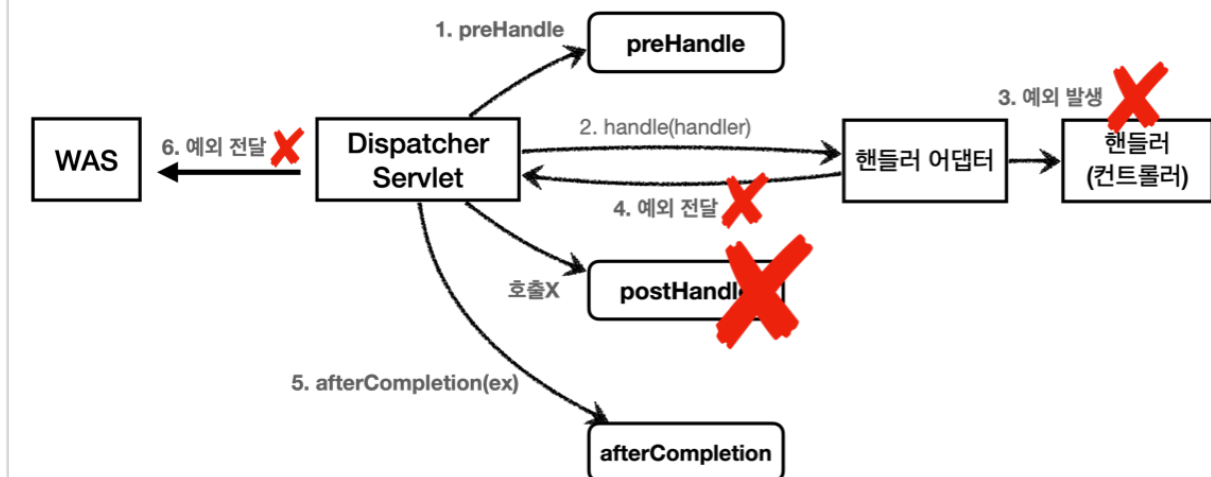 1. preHandle
preHandle
3. 예외 발생
WAS
6. 예외 전달
Dispatcher
Servlet
2. handle(handler)
핸들러 어댑터
핸들러
(컨트롤러)
4. 예외 전달
호출X
5. afterCompletion(ex)
afterCompletion